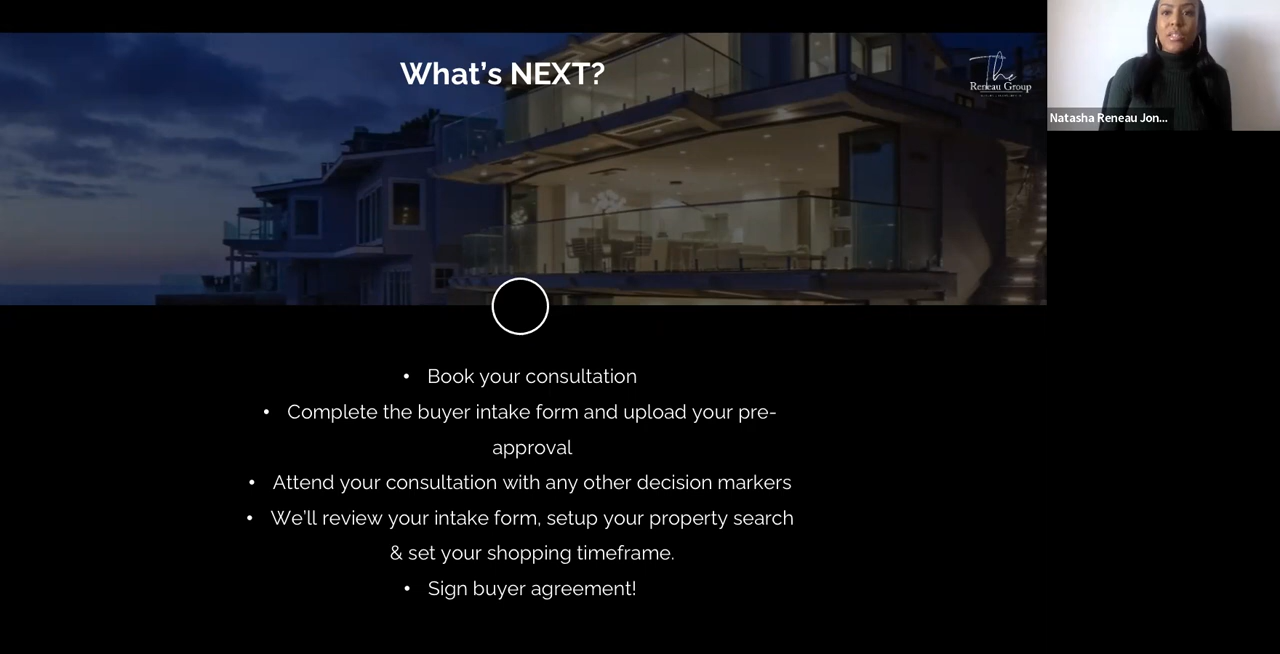 What's NEXT?
The
Reneau Group
Natasha Reneau Jon...
• Book your consultation
• Complete the buyer intake form and upload your pre-
approval
• Attend your consultation with any other decision markers
• We'll review your intake form, setup your property search
& set your shopping timeframe.
• Sign buyer agreement!